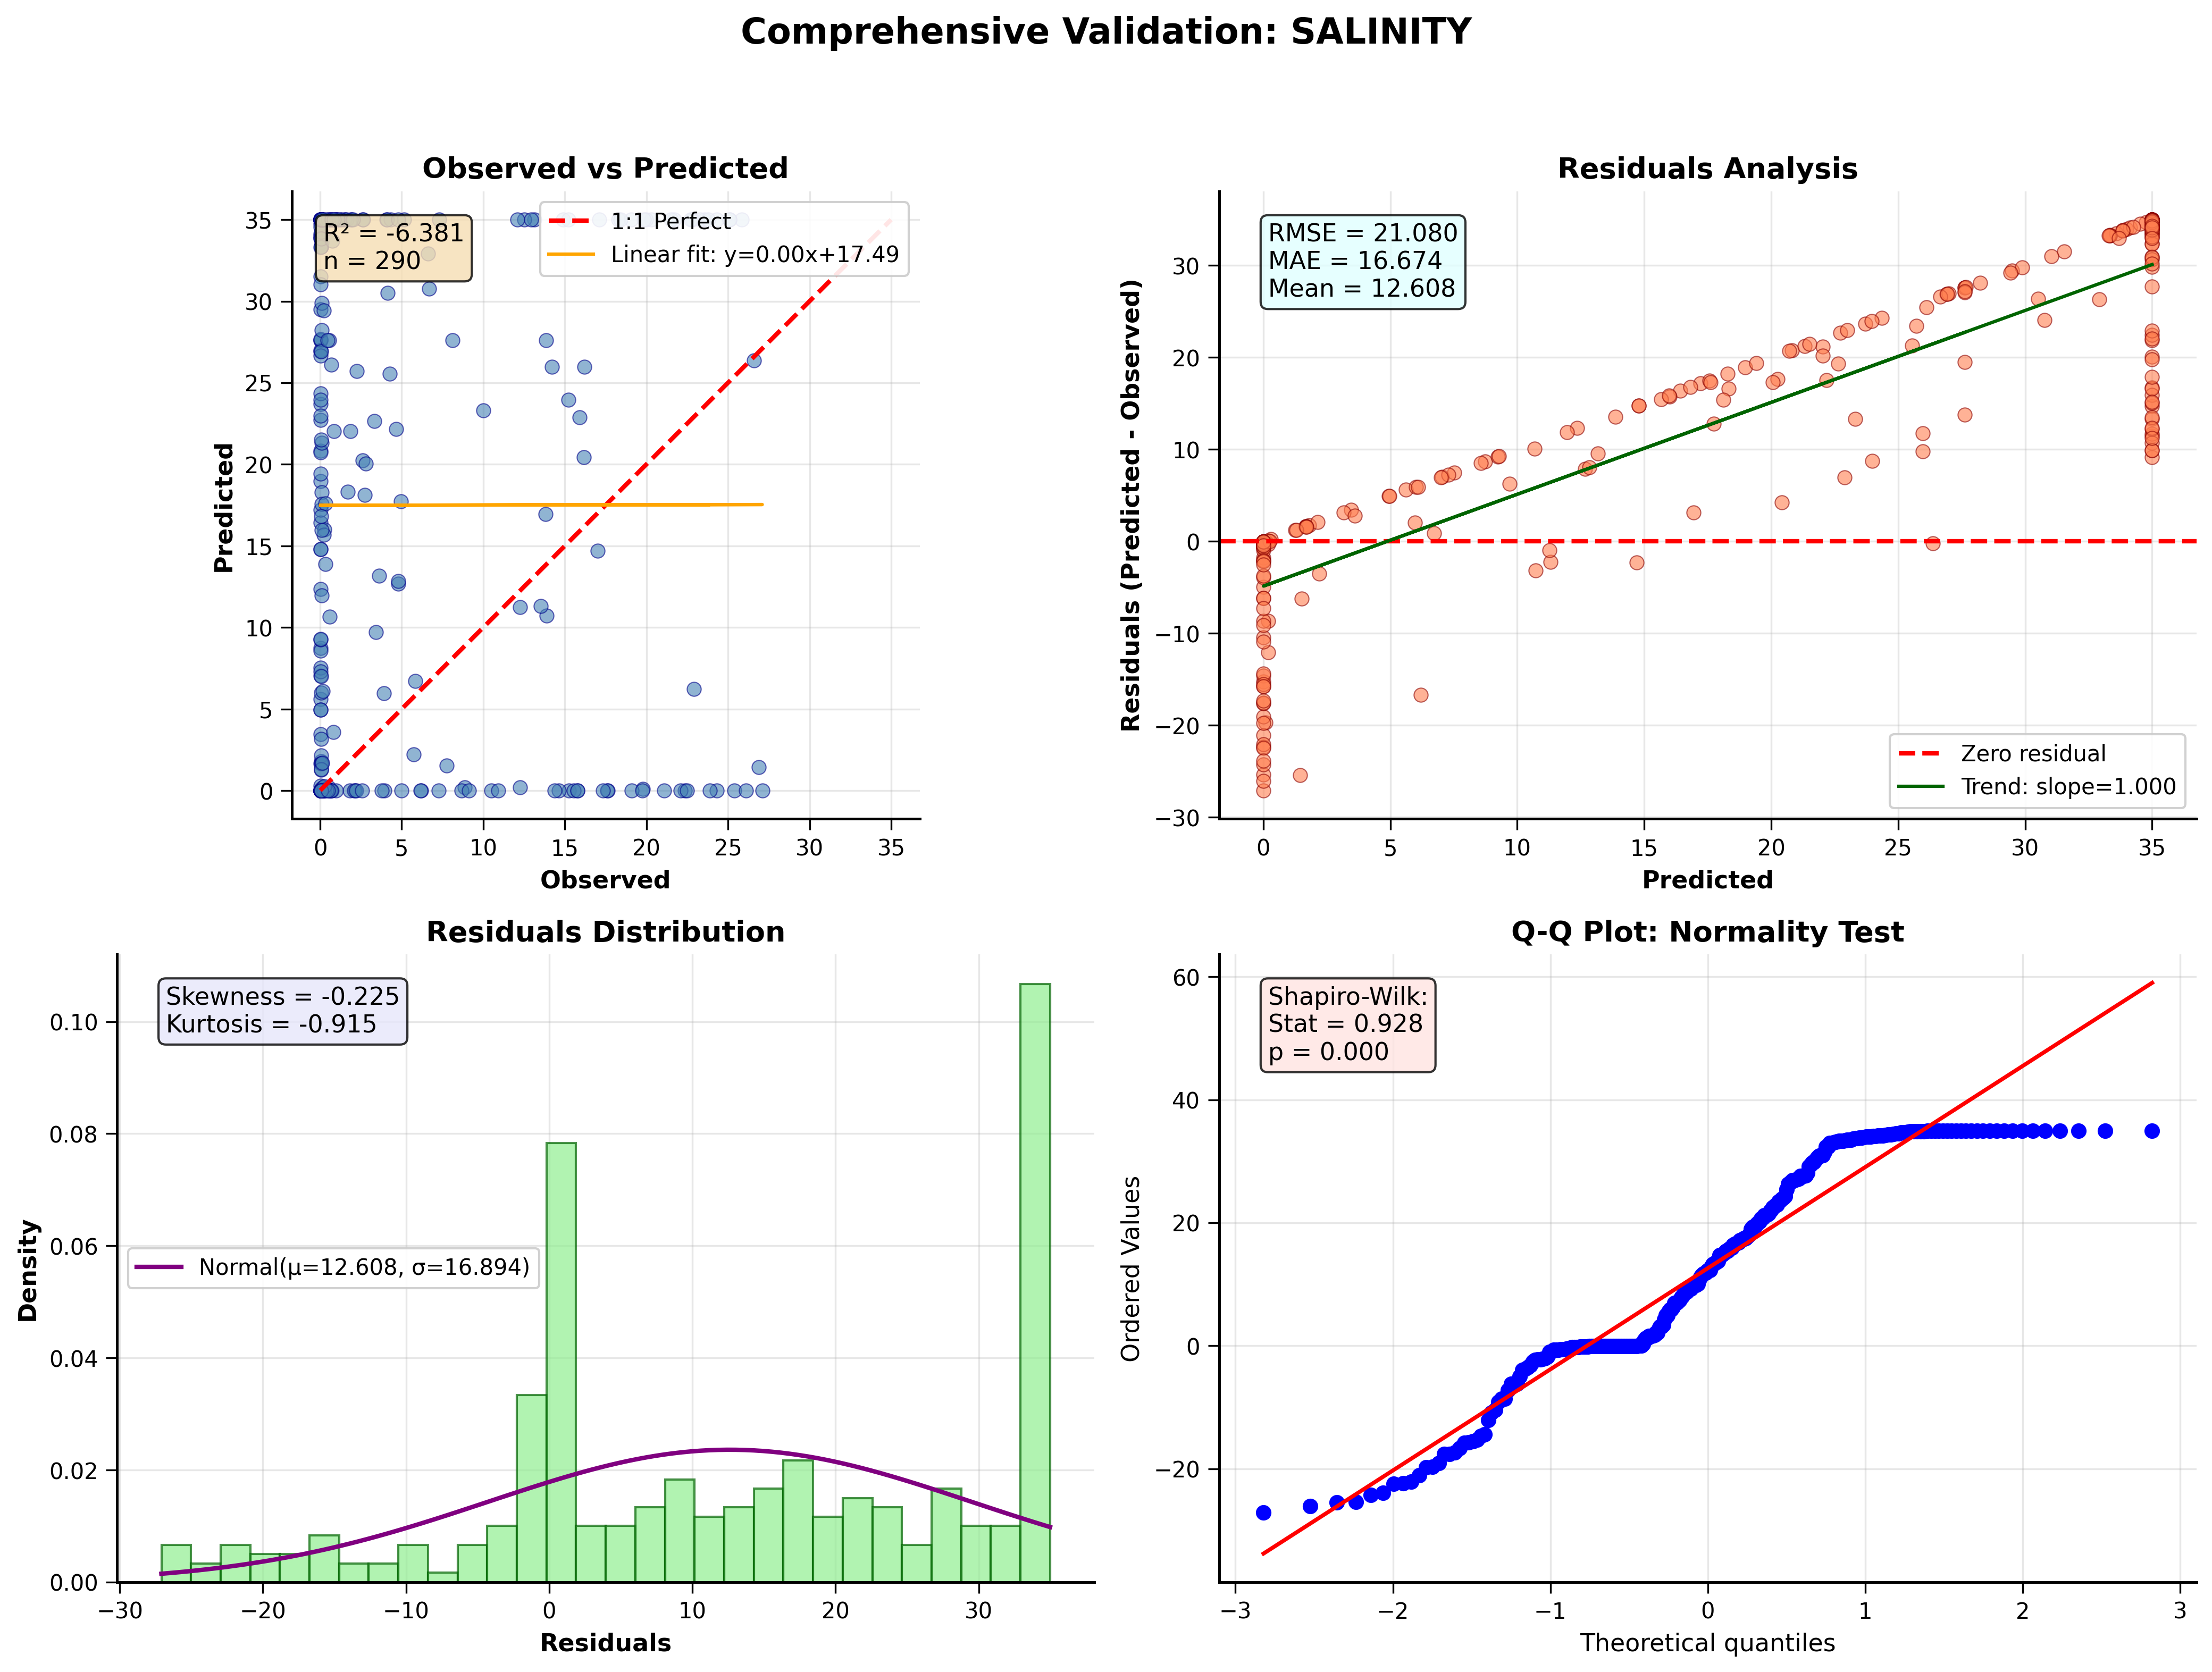 Comprehensive Validation: SALINITY
Observed vs Predicted
R² = -6.381
n = 290
1:1 Perfect
Linear fit: y=0.00x+17.49
Predicted
35
30
25
20
15
10
5
0
0 5 10 15 20 25 30 35
Observed
Residuals Analysis
RMSE = 21.080
MAE = 16.674
Mean = 12.608
Residuals (Predicted - Observed)
30
20
10
0
−10
−20
−30
Zero residual
Trend: slope=1.000
0 5 10 15 20 25 30 35
Predicted
Residuals Distribution
Skewness = -0.225
Kurtosis = -0.915
Normal(μ=12.608, σ=16.894)
Density
0.10
0.08
0.06
0.04
0.02
0.00
−30 −20 −10 0 10 20 30
Residuals
Q-Q Plot: Normality Test
Shapiro-Wilk:
Stat = 0.928
p = 0.000
Ordered Values
60
40
20
0
−20
−3 −2 −1 0 1 2 3
Theoretical quantiles